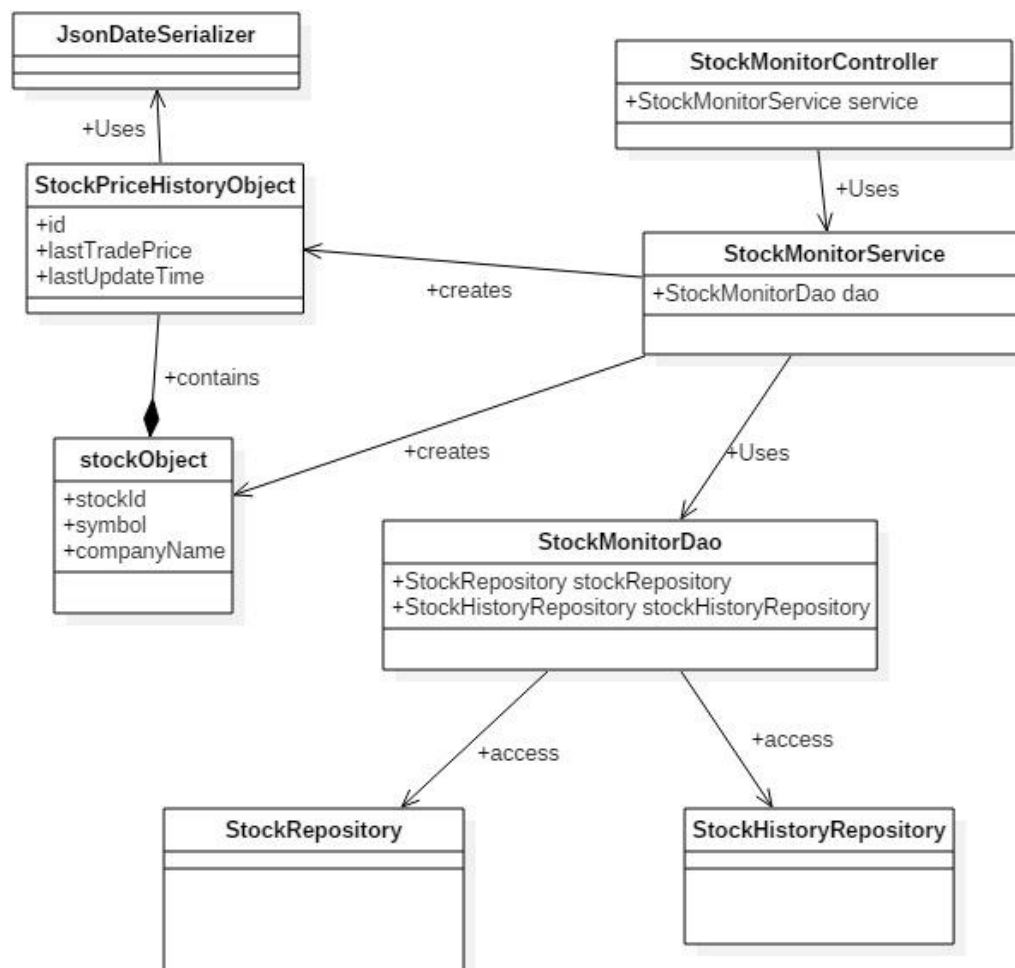 JsonDateSerializer
StockMonitorController
+StockMonitorService service
+Uses
+Uses
StockPriceHistoryObject
+id
+lastTradePrice
+lastUpdateTime
StockMonitorService
+StockMonitorDao dao
+creates
+contains
stockObject
+stockId
+symbol
+companyName
+creates
+Uses
StockMonitorDao
+StockRepository stockRepository
+StockHistoryRepository stockHistoryRepository
+access
+access
StockRepository
StockHistoryRepository